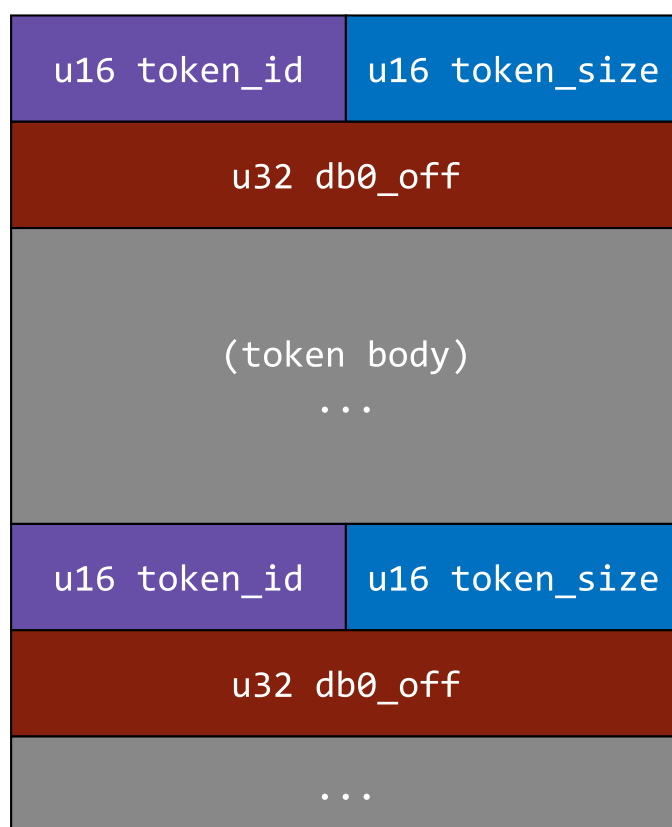 u16 token_id
u16 token_size
u32 db0_off
(token body)
...
u16 token_id
u16 token_size
u32 db0_off
...